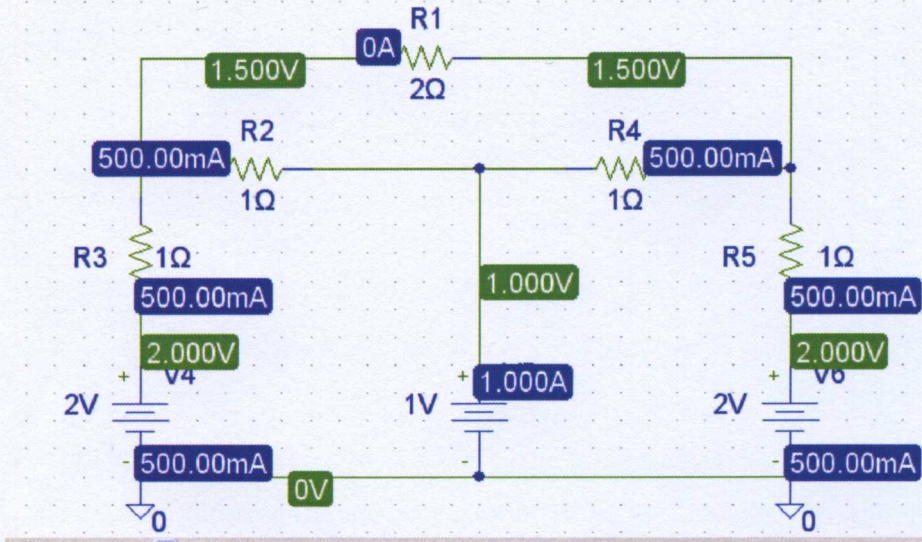 R1
0A
1.500V
1.500V
2Ω
R2
R4
500.00mA
500.00mA
1Ω
1Ω
R3
1Ω
R5
1Ω
1.000V
500.00mA
500.00mA
2.000V
2.000V
V4
V6
+
+
+
1.000A
2V
1V
2V
-
-
-
500.00mA
500.00mA
0V
0
0